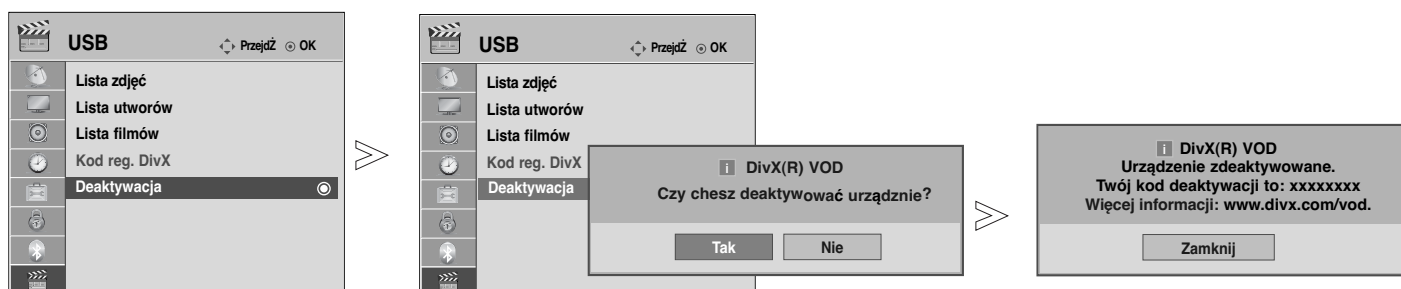 USB
PrzejdŹ OK
Lista zdjęć
Lista utworów
Lista filmów
Kod reg. DivX
Deaktywacja
USB
PrzejdŹ OK
Lista zdjęć
Lista utworów
Lista filmów
Kod reg. DivX
Deaktywacja
i DivX(R) VOD
Czy chesz deaktywować urządznie?
Tak Nie
i DivX(R) VOD
Urządzenie zdeaktywowane.
Twój kod deaktywacji to: xxxxxxxx
Więcej informacji: www.divx.com/vod.
Zamknij